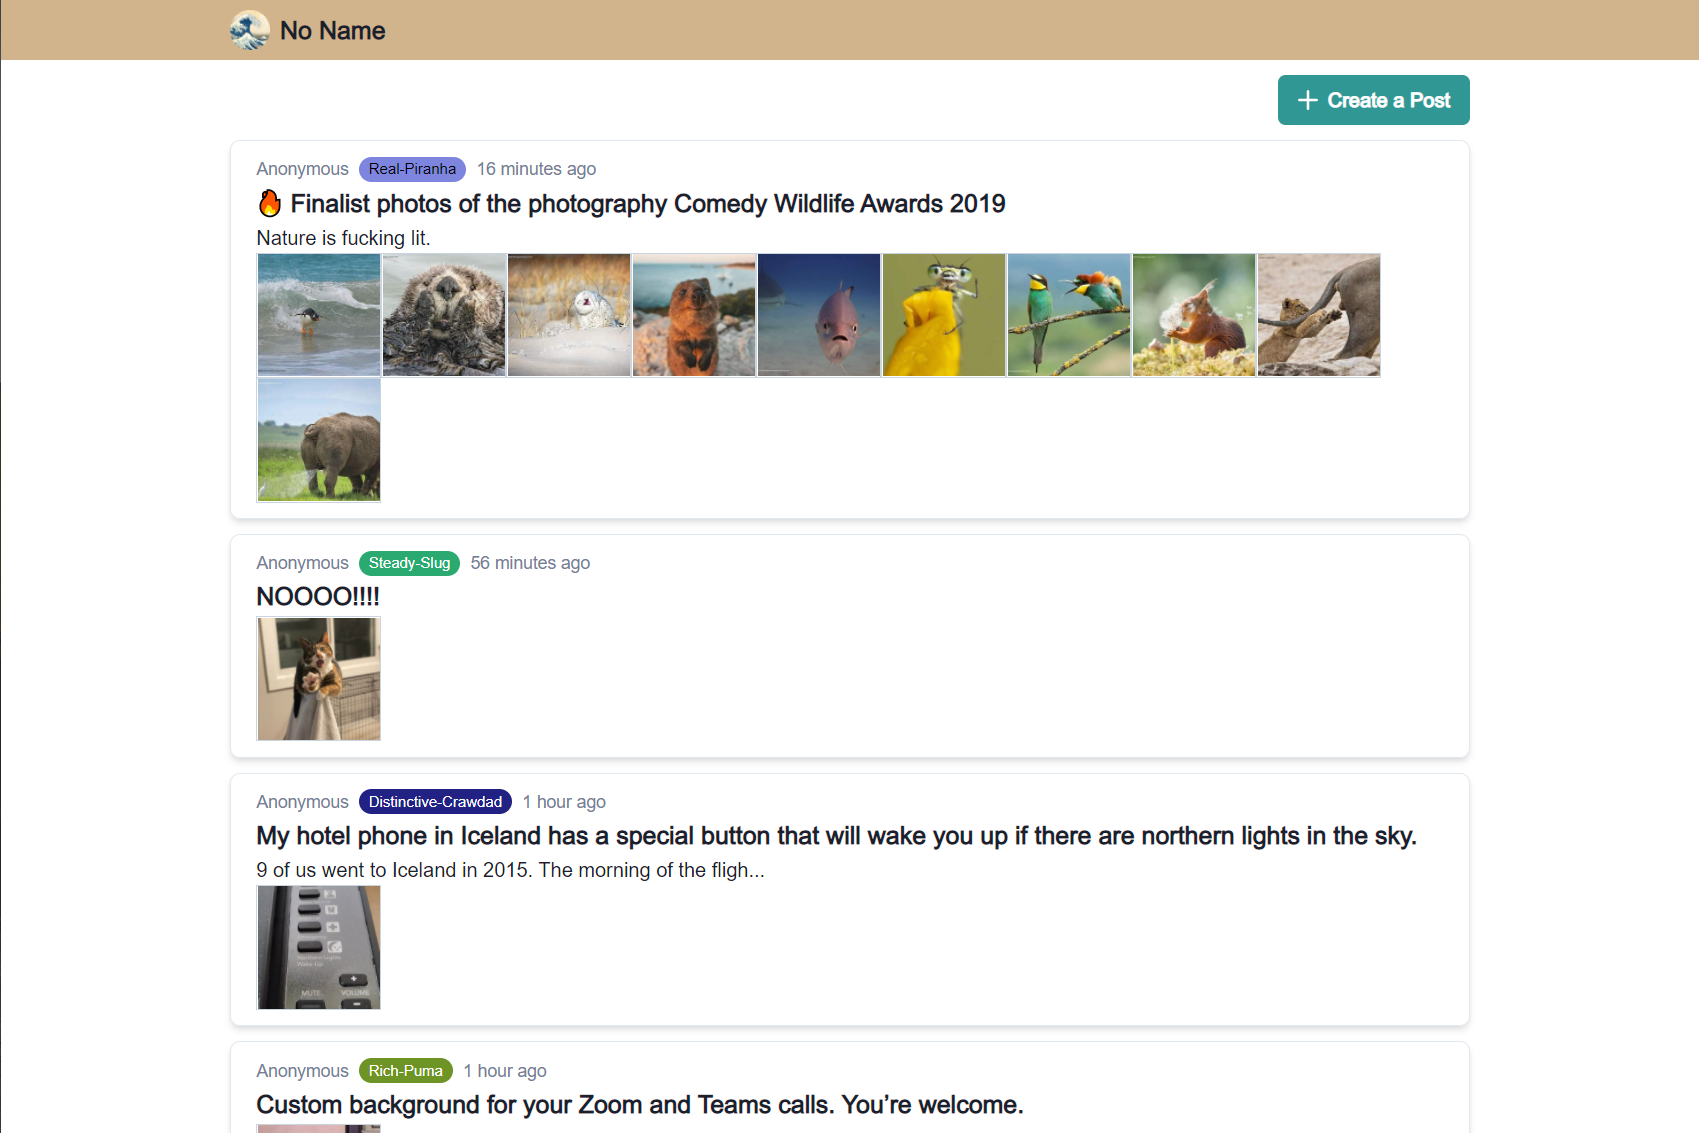 No Name
Create a Post
Anonymous Real-Piranha 16 minutes ago
🔥 Finalist photos of the photography Comedy Wildlife Awards 2019
Nature is fucking lit.
Anonymous Steady-Slug 56 minutes ago
NOOOO!!!!
Anonymous Distinctive-Crawdad 1 hour ago
My hotel phone in Iceland has a special button that will wake you up if there are northern lights in the sky.
9 of us went to Iceland in 2015. The morning of the fligh...
Northern Lights
Wake Up
MUTE
VOLUME
Anonymous Rich-Puma 1 hour ago
Custom background for your Zoom and Teams calls. You’re welcome.